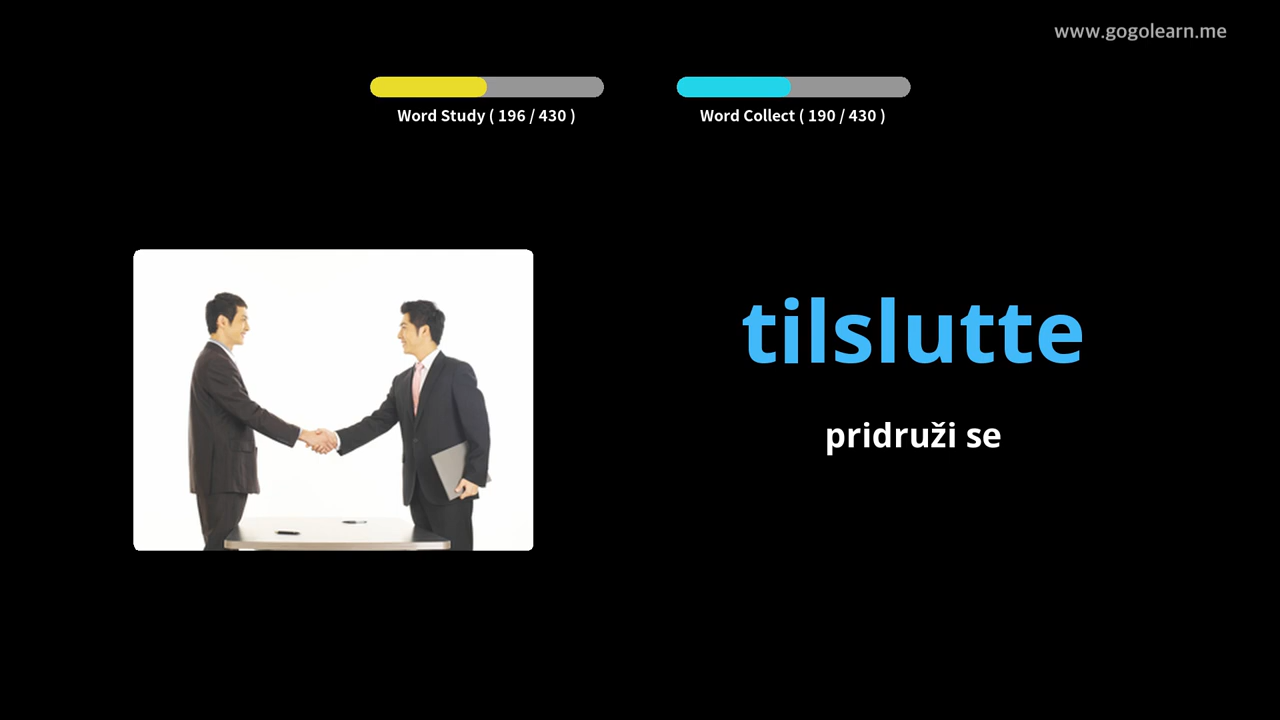 www.gogolearn.me
Word Study ( 196 / 430 )
Word Collect ( 190 / 430 )
tilslutte
pridruži se